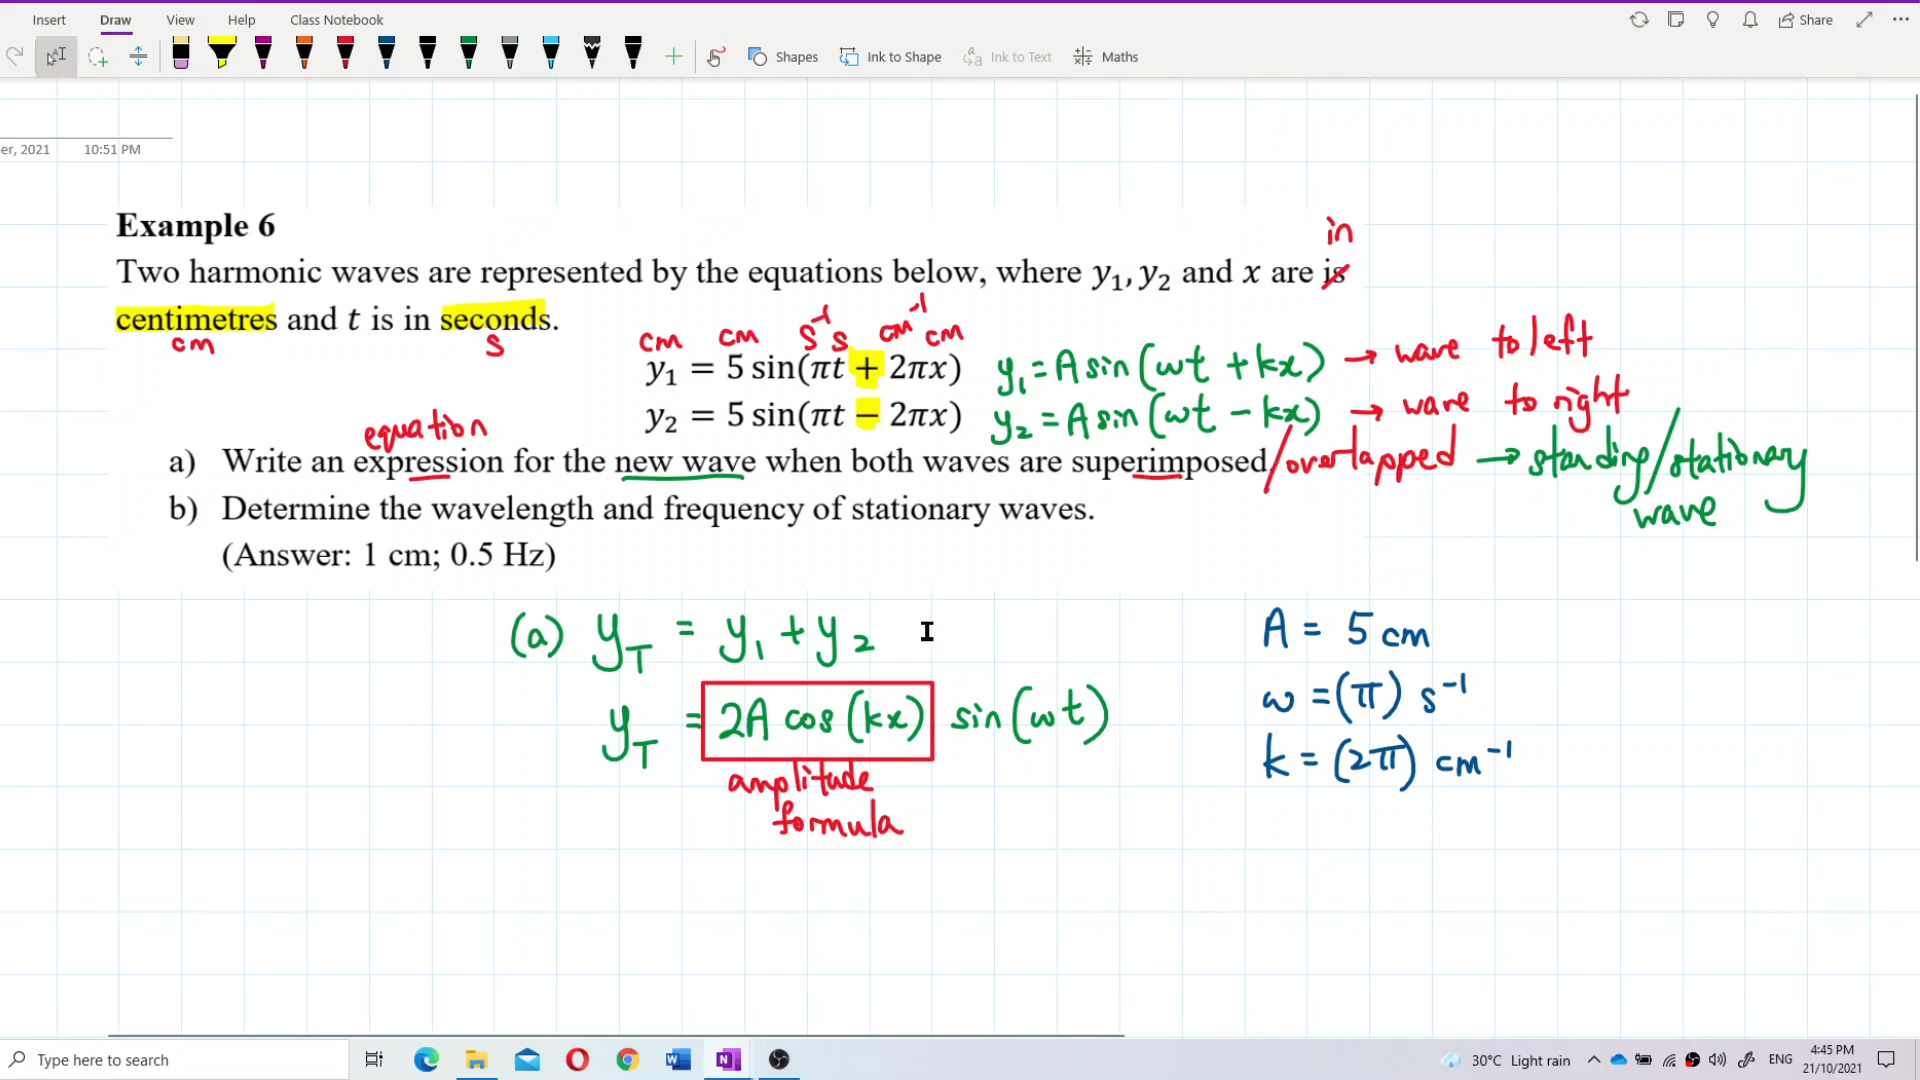 Insert Draw View Help Class Notebook Share
Shapes Ink to Shape Ink to Text Maths
er, 2021 10:51 PM
Example 6
in
Two harmonic waves are represented by the equations below, where y₁, y₂ and x are is
centimetres and t is in seconds.
cm s
cm cm s⁻¹ s cm⁻¹ cm
y₁ = 5 sin(πt + 2πx) y₁ = A sin(ωt + kx) → wave to left
y₂ = 5 sin(πt − 2πx) y₂ = A sin(ωt − kx) → wave to right
equation
a) Write an expression for the new wave when both waves are superimposed. /overlapped → standing/stationary
wave
b) Determine the wavelength and frequency of stationary waves.
(Answer: 1 cm; 0.5 Hz)
(a) y_T = y₁ + y₂
y_T = 2A cos(kx) sin(ωt)
amplitude
formula
A = 5 cm
ω = (π) s⁻¹
k = (2π) cm⁻¹
Type here to search 30°C Light rain ENG 4:45 PM
21/10/2021